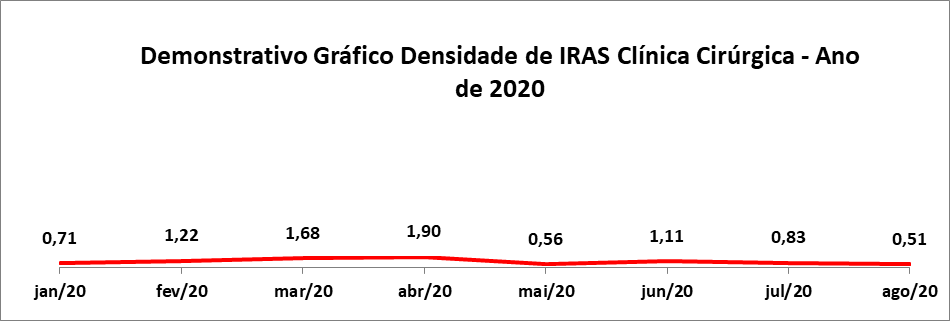 Demonstrativo Gráfico Densidade de IRAS Clínica Cirúrgica - Ano
de 2020
0,71 1,22 1,68 1,90 0,56 1,11 0,83 0,51
jan/20 fev/20 mar/20 abr/20 mai/20 jun/20 jul/20 ago/20